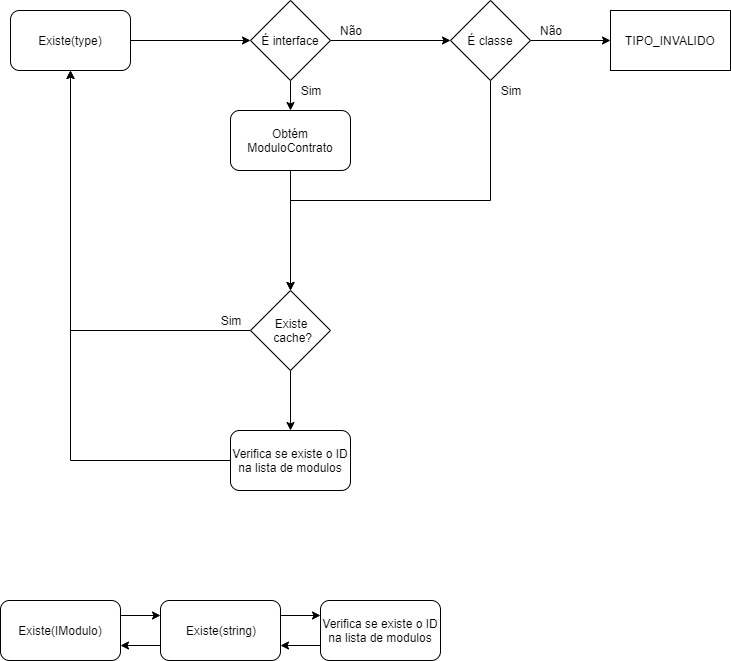 Existe(type)
É interface
Não
É classe
Não
TIPO_INVALIDO
Sim
Sim
Obtém
ModuloContrato
Sim
Existe
cache?
Verifica se existe o ID
na lista de modulos
Existe(IModulo)
Existe(string)
Verifica se existe o ID
na lista de modulos